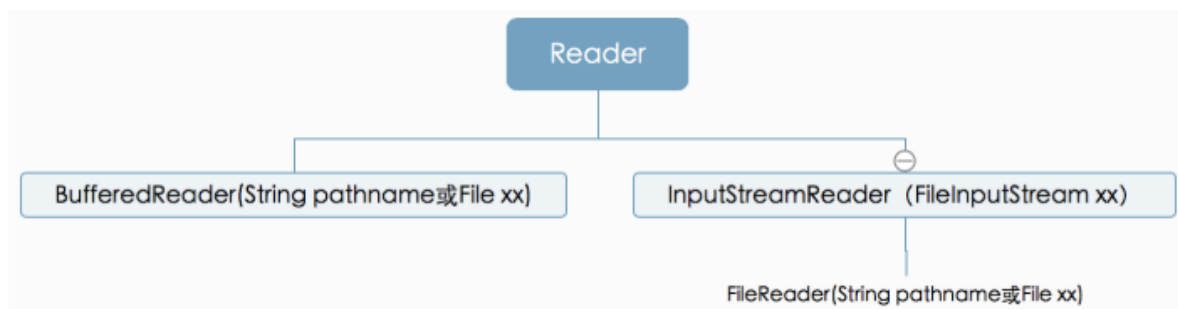 Reader
BufferedReader(String pathname或File xx)
InputStreamReader（FileInputStream xx）
FileReader(String pathname或File xx)